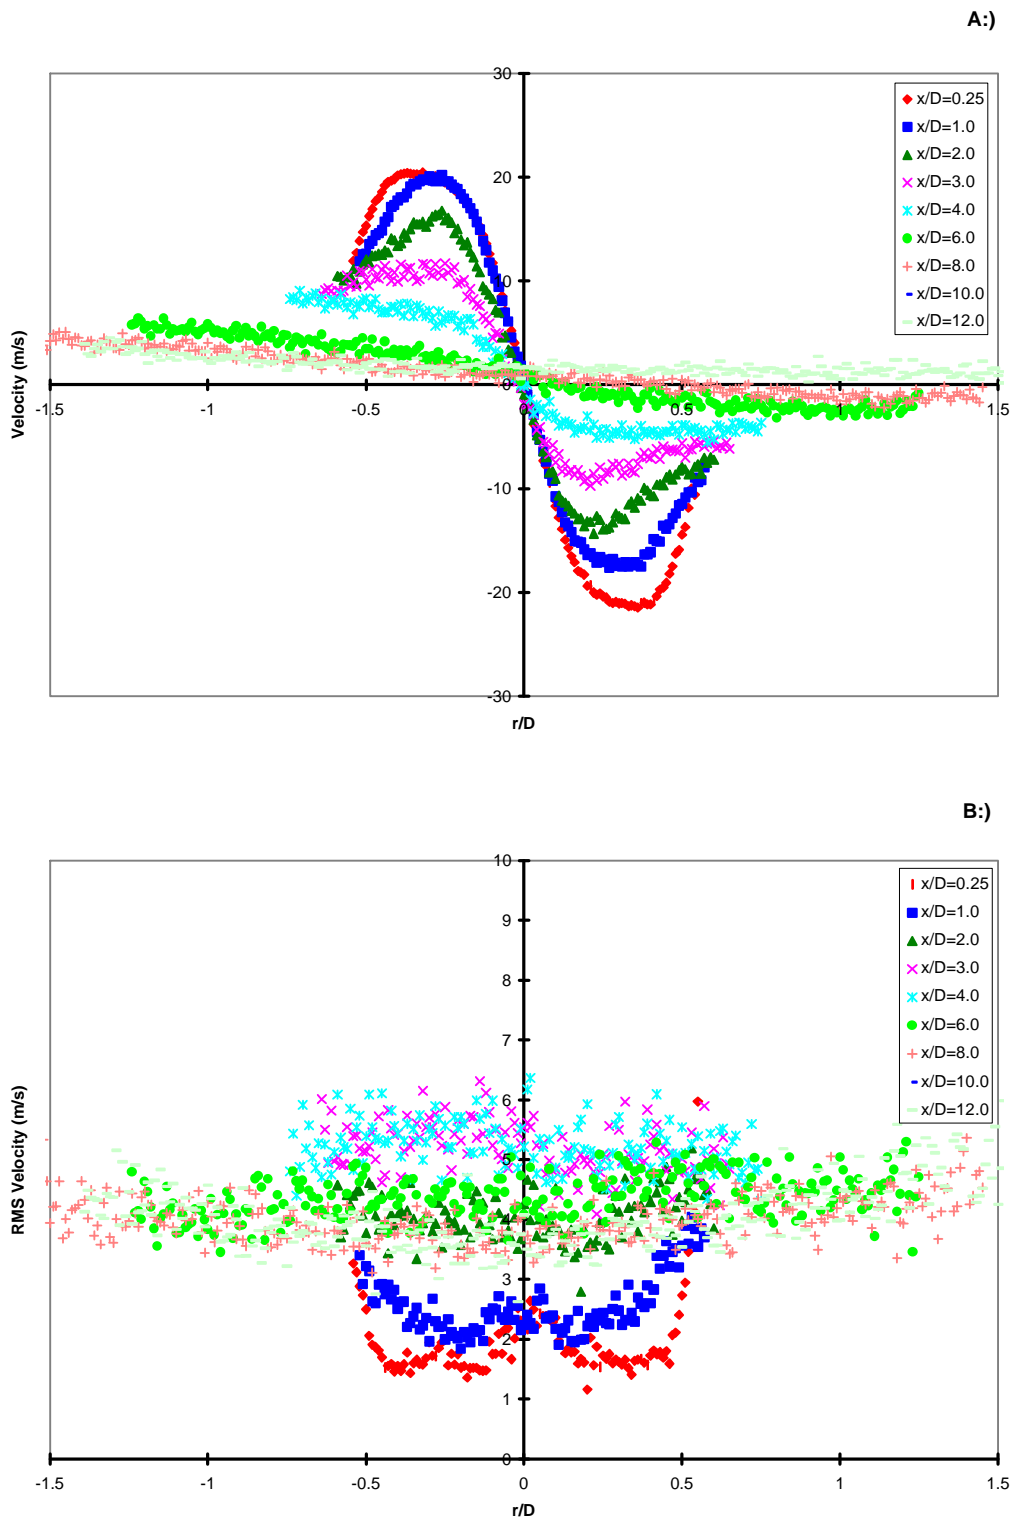 A:)
30
20
10
0
-10
-20
-30
-1.5
-1
-0.5
0
0.5
1
1.5
Velocity (m/s)
r/D
x/D=0.25
x/D=1.0
x/D=2.0
x/D=3.0
x/D=4.0
x/D=6.0
x/D=8.0
x/D=10.0
x/D=12.0
B:)
10
9
8
7
6
5
4
3
2
1
0
-1.5
-1
-0.5
0
0.5
1
1.5
RMS Velocity (m/s)
r/D
x/D=0.25
x/D=1.0
x/D=2.0
x/D=3.0
x/D=4.0
x/D=6.0
x/D=8.0
x/D=10.0
x/D=12.0